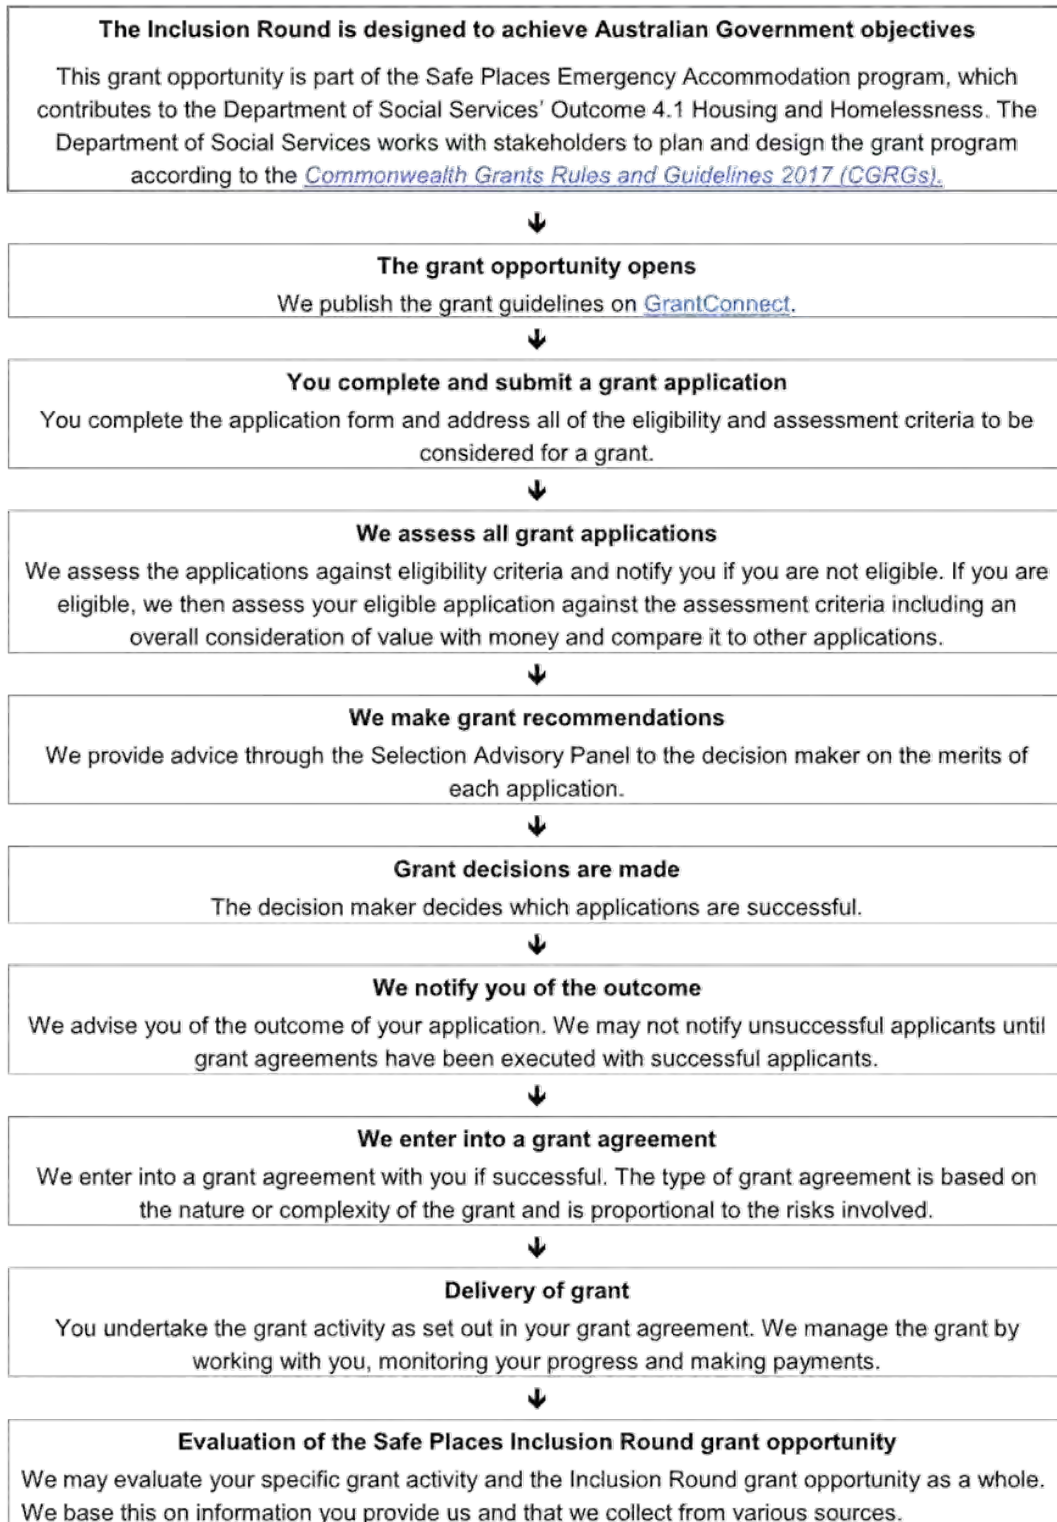 The Inclusion Round is designed to achieve Australian Government objectives
This grant opportunity is part of the Safe Places Emergency Accommodation program, which
contributes to the Department of Social Services' Outcome 4.1 Housing and Homelessness. The
Department of Social Services works with stakeholders to plan and design the grant program
according to the Commonwealth Grants Rules and Guidelines 2017 (CGRGs).
The grant opportunity opens
We publish the grant guidelines on GrantConnect.
You complete and submit a grant application
You complete the application form and address all of the eligibility and assessment criteria to be
considered for a grant.
We assess all grant applications
We assess the applications against eligibility criteria and notify you if you are not eligible. If you are
eligible, we then assess your eligible application against the assessment criteria including an
overall consideration of value with money and compare it to other applications.
We make grant recommendations
We provide advice through the Selection Advisory Panel to the decision maker on the merits of
each application.
Grant decisions are made
The decision maker decides which applications are successful.
We notify you of the outcome
We advise you of the outcome of your application. We may not notify unsuccessful applicants until
grant agreements have been executed with successful applicants.
We enter into a grant agreement
We enter into a grant agreement with you if successful. The type of grant agreement is based on
the nature or complexity of the grant and is proportional to the risks involved.
Delivery of grant
You undertake the grant activity as set out in your grant agreement. We manage the grant by
working with you, monitoring your progress and making payments.
Evaluation of the Safe Places Inclusion Round grant opportunity
We may evaluate your specific grant activity and the Inclusion Round grant opportunity as a whole.
We base this on information you provide us and that we collect from various sources.